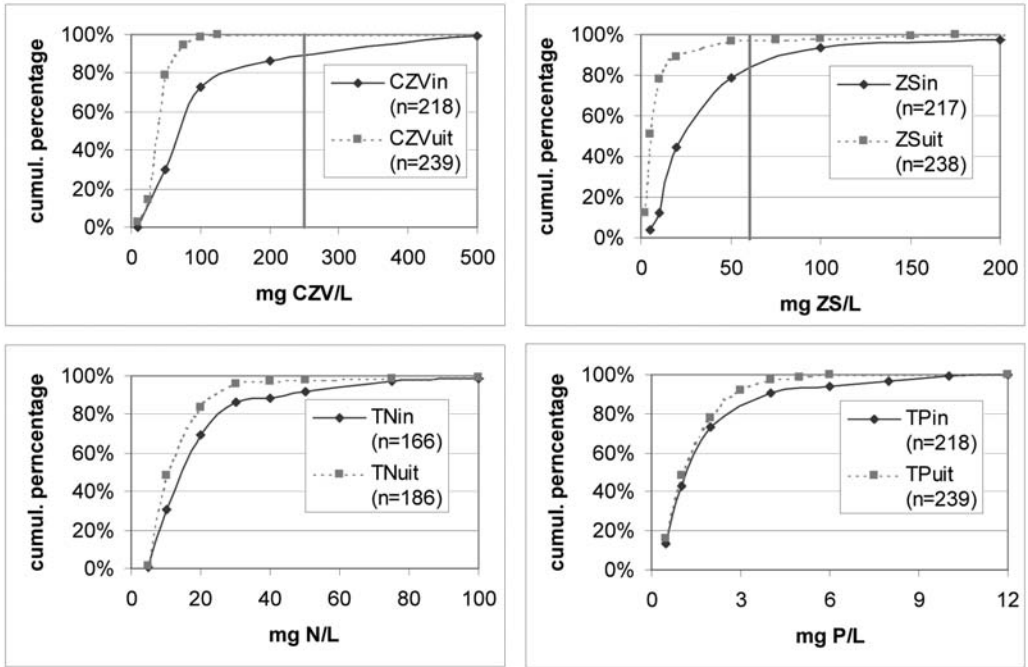 cumul. percentage
100%
80%
60%
40%
20%
0%
CZVin
(n=218)
CZVuit
(n=239)
0 100 200 300 400 500
mg CZV/L
cumul. perncentage
100%
80%
60%
40%
20%
0%
ZSin
(n=217)
ZSuit
(n=238)
0 50 100 150 200
mg ZS/L
cumul. perncentage
100%
80%
60%
40%
20%
0%
TNin
(n=166)
TNuit
(n=186)
0 20 40 60 80 100
mg N/L
cumul. perncentage
100%
80%
60%
40%
20%
0%
TPin
(n=218)
TPuit
(n=239)
0 3 6 9 12
mg P/L